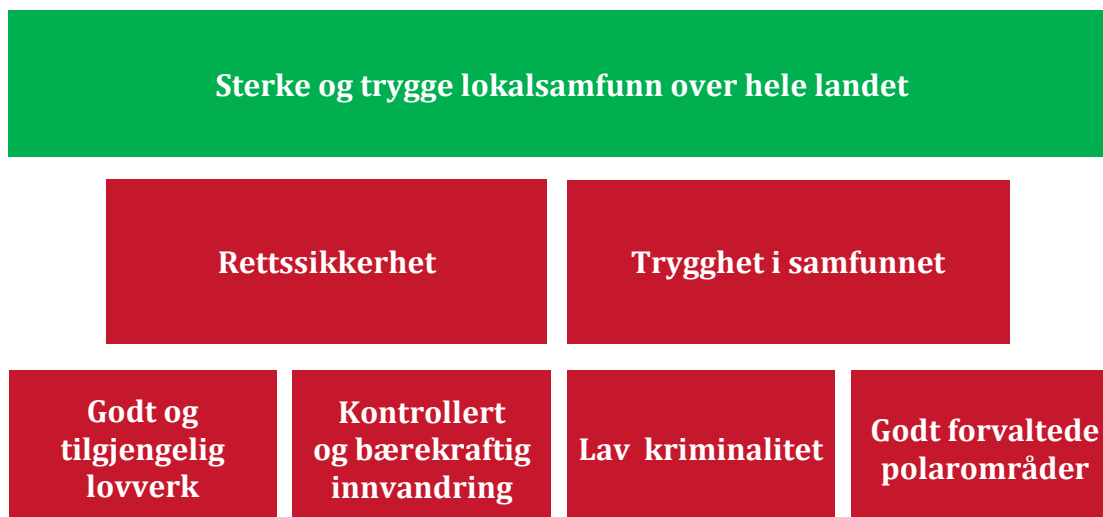 Sterke og trygge lokalsamfunn over hele landet
Rettssikkerhet
Trygghet i samfunnet
Godt og
tilgjengelig
lovverk
Kontrollert
og bærekraftig
innvandring
Lav kriminalitet
Godt forvaltede
polarområder